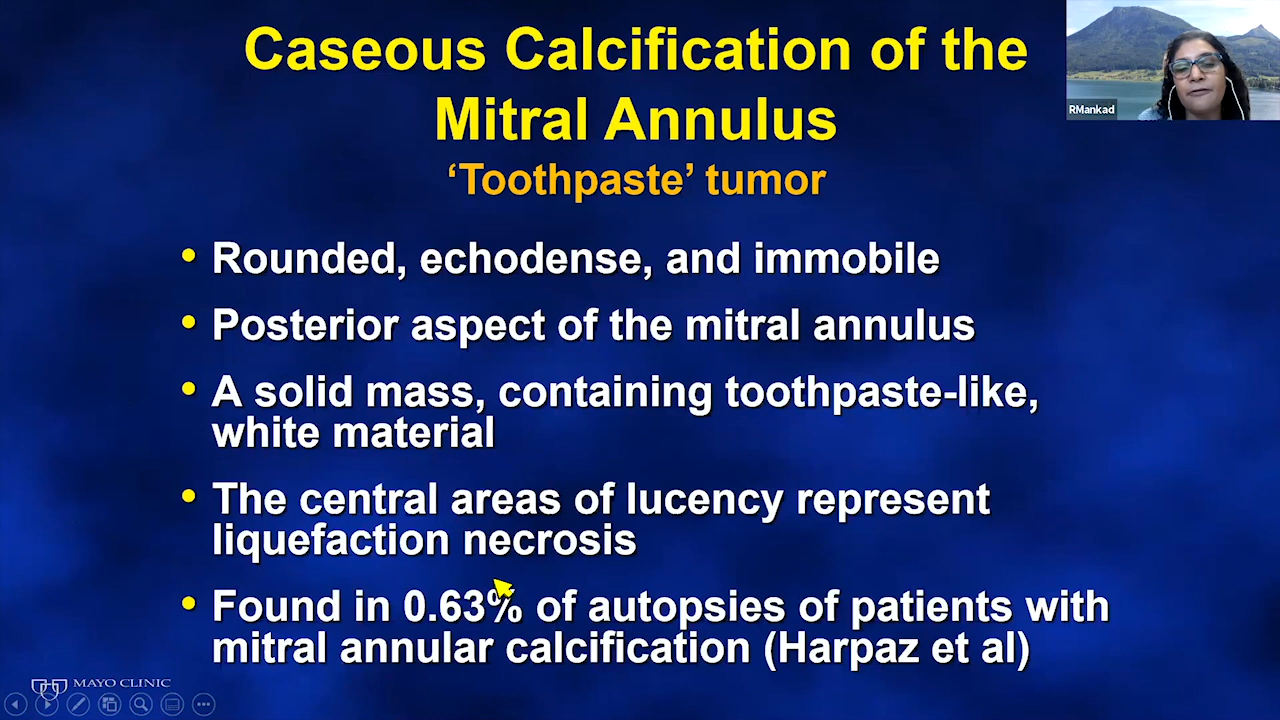 Caseous Calcification of the
Mitral Annulus
‘Toothpaste’ tumor
RMankad
• Rounded, echodense, and immobile
• Posterior aspect of the mitral annulus
• A solid mass, containing toothpaste-like,
white material
• The central areas of lucency represent
liquefaction necrosis
• Found in 0.63% of autopsies of patients with
mitral annular calcification (Harpaz et al)
MAYO CLINIC